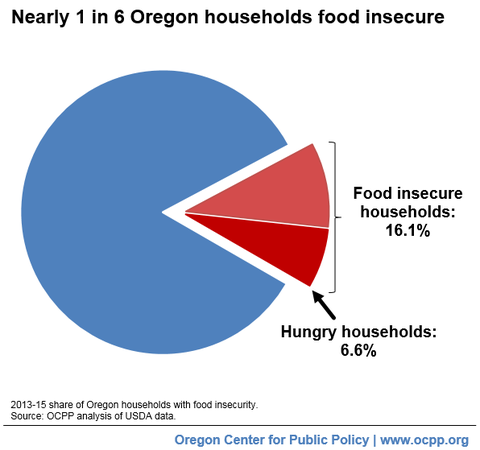 Nearly 1 in 6 Oregon households food insecure
Food insecure
households:
16.1%
Hungry households:
6.6%
2013-15 share of Oregon households with food insecurity.
Source: OCPP analysis of USDA data.
Oregon Center for Public Policy | www.ocpp.org